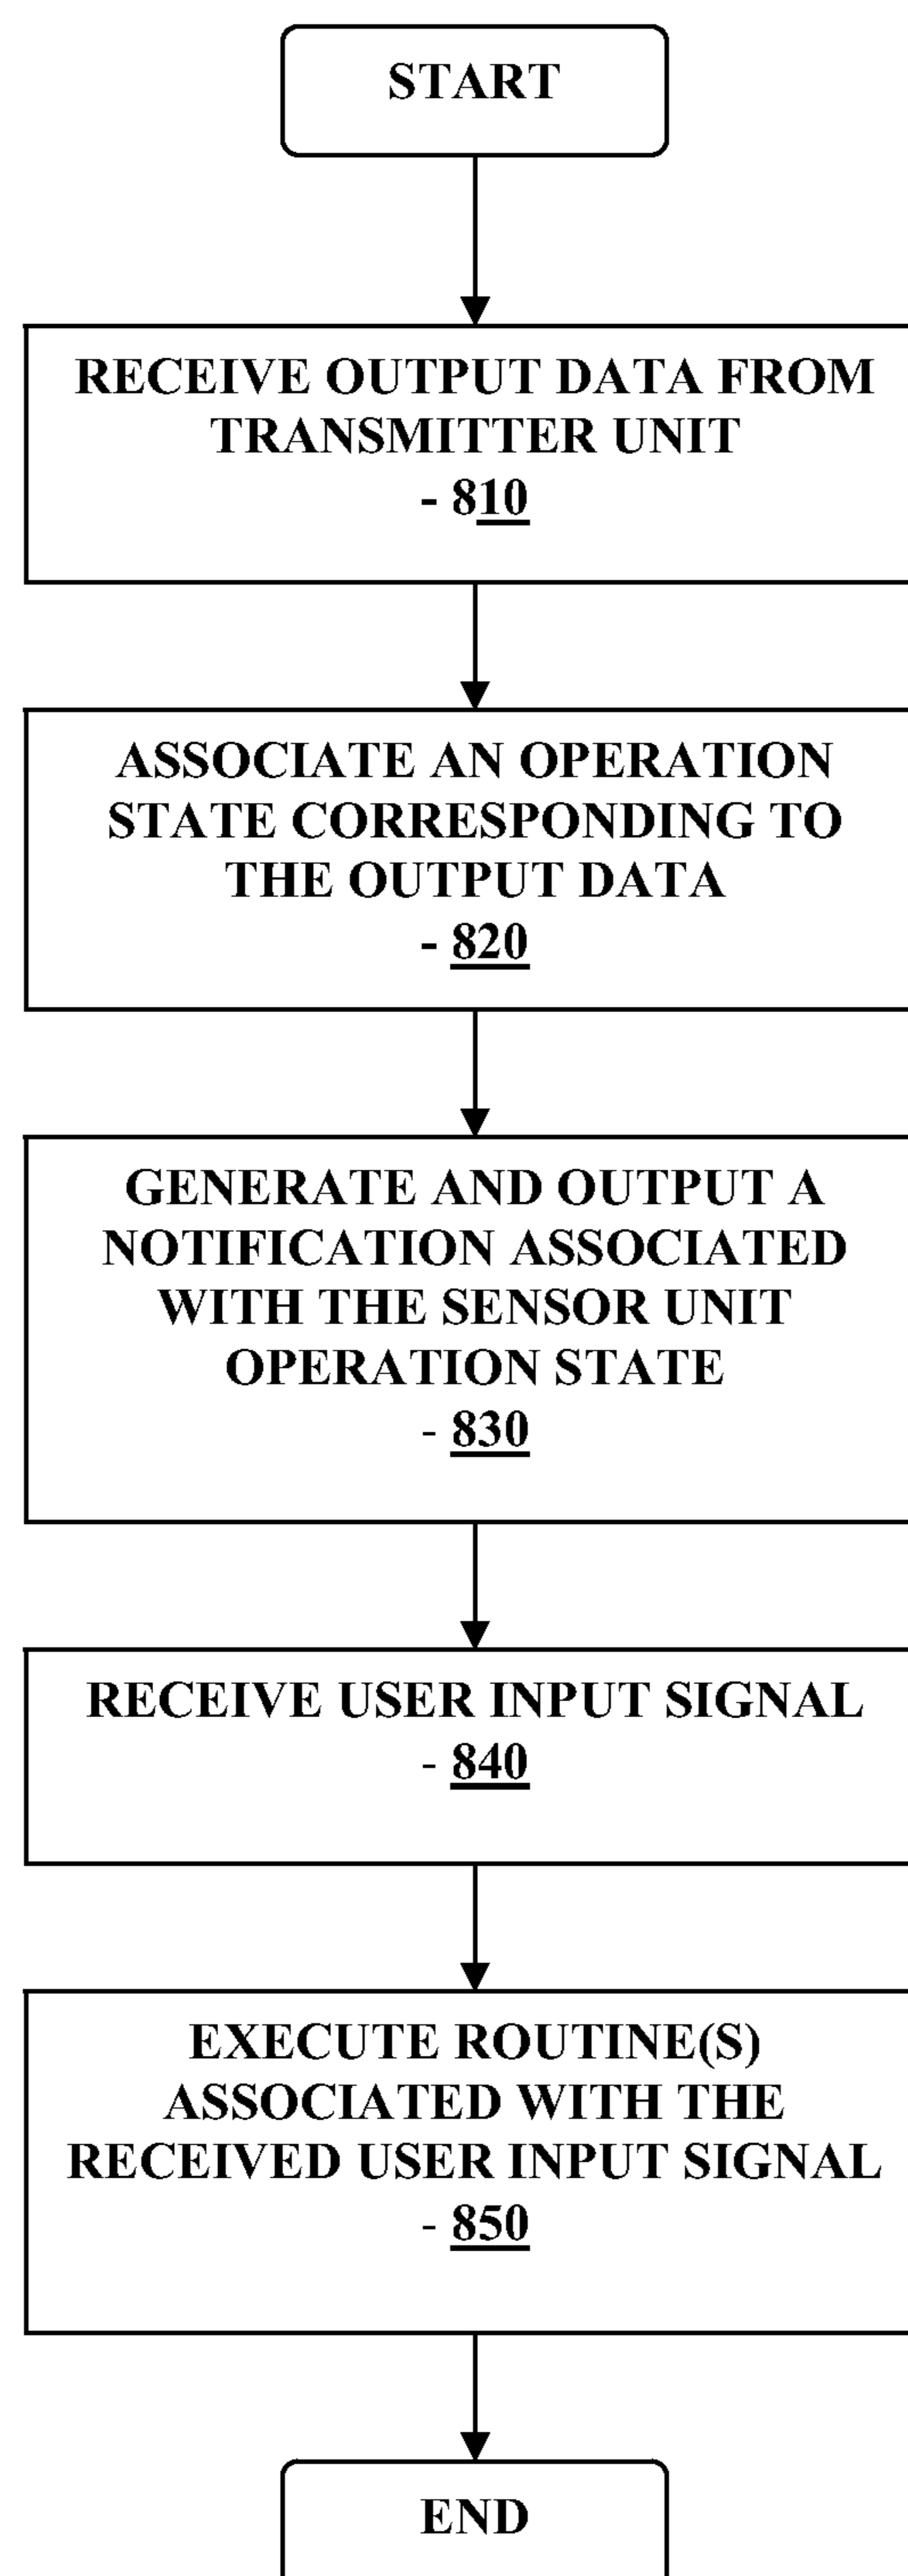 START
RECEIVE OUTPUT DATA FROM
TRANSMITTER UNIT
- 810
ASSOCIATE AN OPERATION
STATE CORRESPONDING TO
THE OUTPUT DATA
- 820
GENERATE AND OUTPUT A
NOTIFICATION ASSOCIATED
WITH THE SENSOR UNIT
OPERATION STATE
- 830
RECEIVE USER INPUT SIGNAL
- 840
EXECUTE ROUTINE(S)
ASSOCIATED WITH THE
RECEIVED USER INPUT SIGNAL
- 850
END